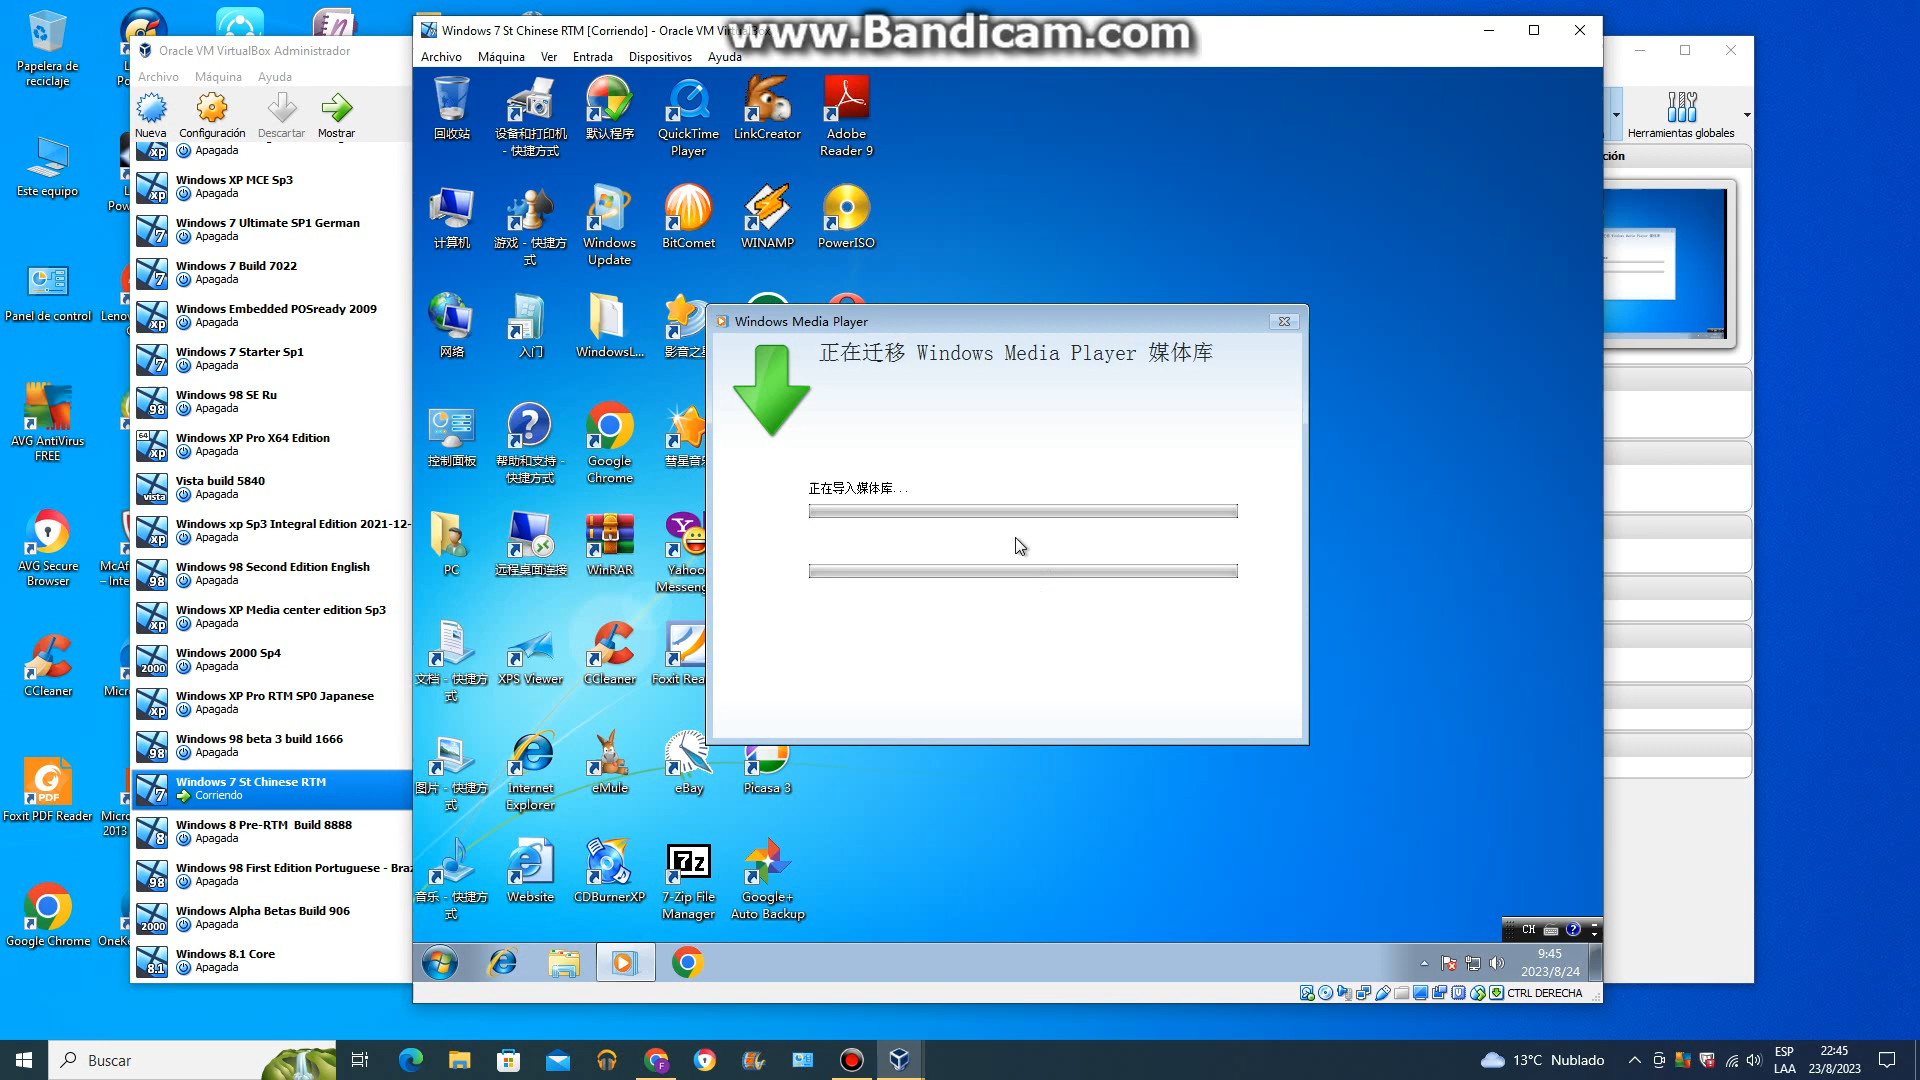 www.Bandicam.com
Papelera de
reciclaje
Este equipo
Panel de control
AVG AntiVirus
FREE
AVG Secure
Browser
CCleaner
Foxit PDF Reader
Google Chrome
Oracle VM VirtualBox Administrador
Archivo Máquina Ayuda
Nueva Configuración Descartar Mostrar
Apagada
Windows XP MCE Sp3
Apagada
Windows 7 Ultimate SP1 German
Apagada
Windows 7 Build 7022
Apagada
Windows Embedded POSready 2009
Apagada
Windows 7 Starter Sp1
Apagada
Windows 98 SE Ru
Apagada
Windows XP Pro X64 Edition
Apagada
Vista build 5840
Apagada
Windows xp Sp3 Integral Edition 2021-12-
Apagada
Windows 98 Second Edition English
Apagada
Windows XP Media center edition Sp3
Apagada
Windows 2000 Sp4
Apagada
Windows XP Pro RTM SP0 Japanese
Apagada
Windows 98 beta 3 build 1666
Apagada
Windows 7 St Chinese RTM
Corriendo
Windows 8 Pre-RTM Build 8888
Apagada
Windows 98 First Edition Portuguese - Braz
Apagada
Windows Alpha Betas Build 906
Apagada
Windows 8.1 Core
Apagada
Windows 7 St Chinese RTM [Corriendo] - Oracle VM
Archivo Máquina Ver Entrada Dispositivos Ayuda
回收站
设备和打印机
- 快捷方式
默认程序
QuickTime
Player
LinkCreator
Adobe
Reader 9
计算机
游戏 - 快捷方
式
Windows
Update
BitComet
WINAMP
PowerISO
网络
入门
WindowsL...
影音之星
控制面板
帮助和支持 -
快捷方式
Google
Chrome
彗星音乐
PC
远程桌面连接
WinRAR
Yahoo
Messeng
文档 - 快捷方
式
XPS Viewer
CCleaner
Foxit Rea
图片 - 快捷方
式
Internet
Explorer
eMule
eBay
Picasa 3
音乐 - 快捷方
式
Website
CDBurnerXP
7-Zip File
Manager
Google+
Auto Backup
Windows Media Player
正在迁移 Windows Media Player 媒体库
正在导入媒体库...
CH
9:45
2023/8/24
CTRL DERECHA
Herramientas globales
ción
Buscar
13°C Nublado
ESP
LAA
22:45
23/8/2023